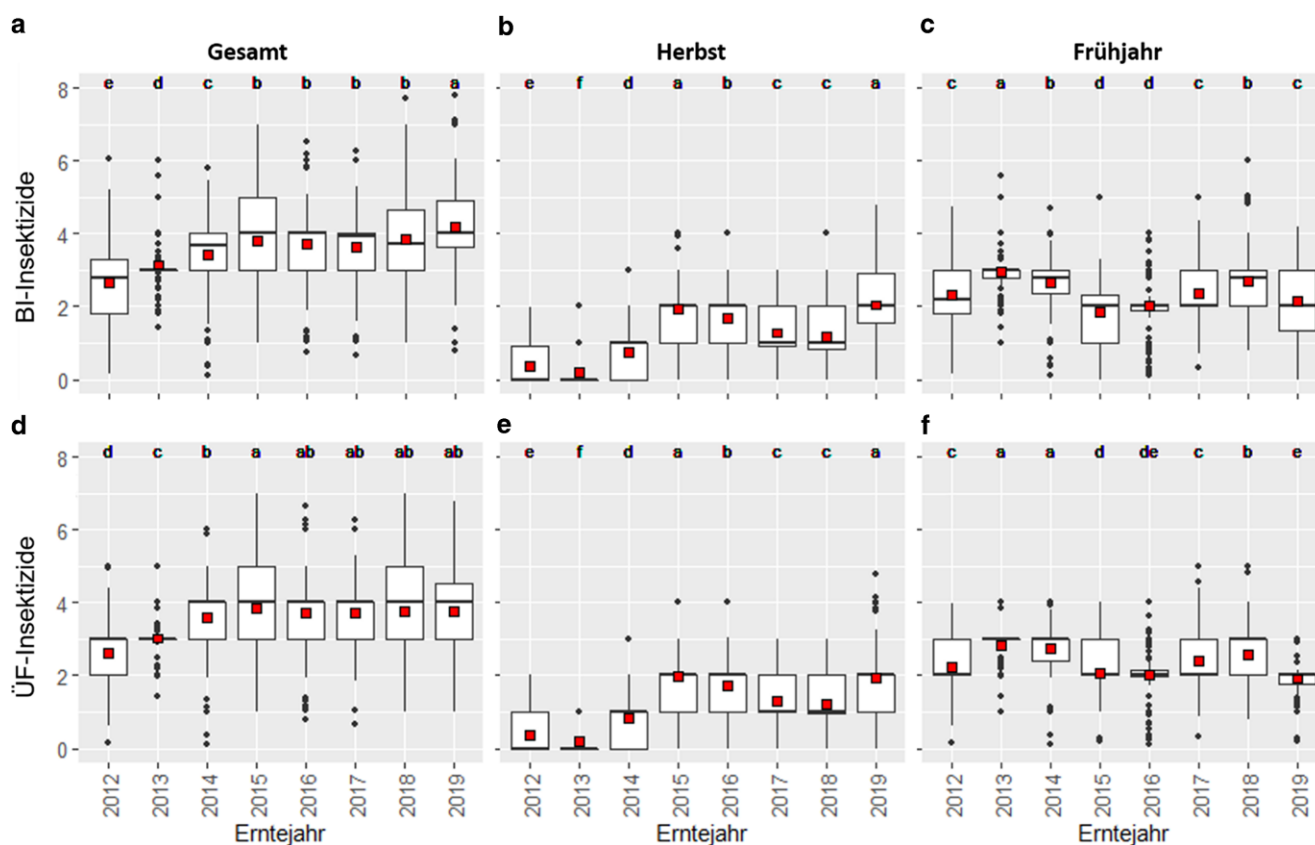 a b c
Gesamt Herbst Frühjahr
e d c b b b b a e f d a b c c a c a b d d c b c
8
6
4
2
0
BI-Insektizide
d e f
d c b a ab ab ab ab e f d a b c c a c a a d de c b e
8
6
4
2
0
ÜF-Insektizide
2012 2013 2014 2015 2016 2017 2018 2019 2012 2013 2014 2015 2016 2017 2018 2019 2012 2013 2014 2015 2016 2017 2018 2019
Erntejahr Erntejahr Erntejahr